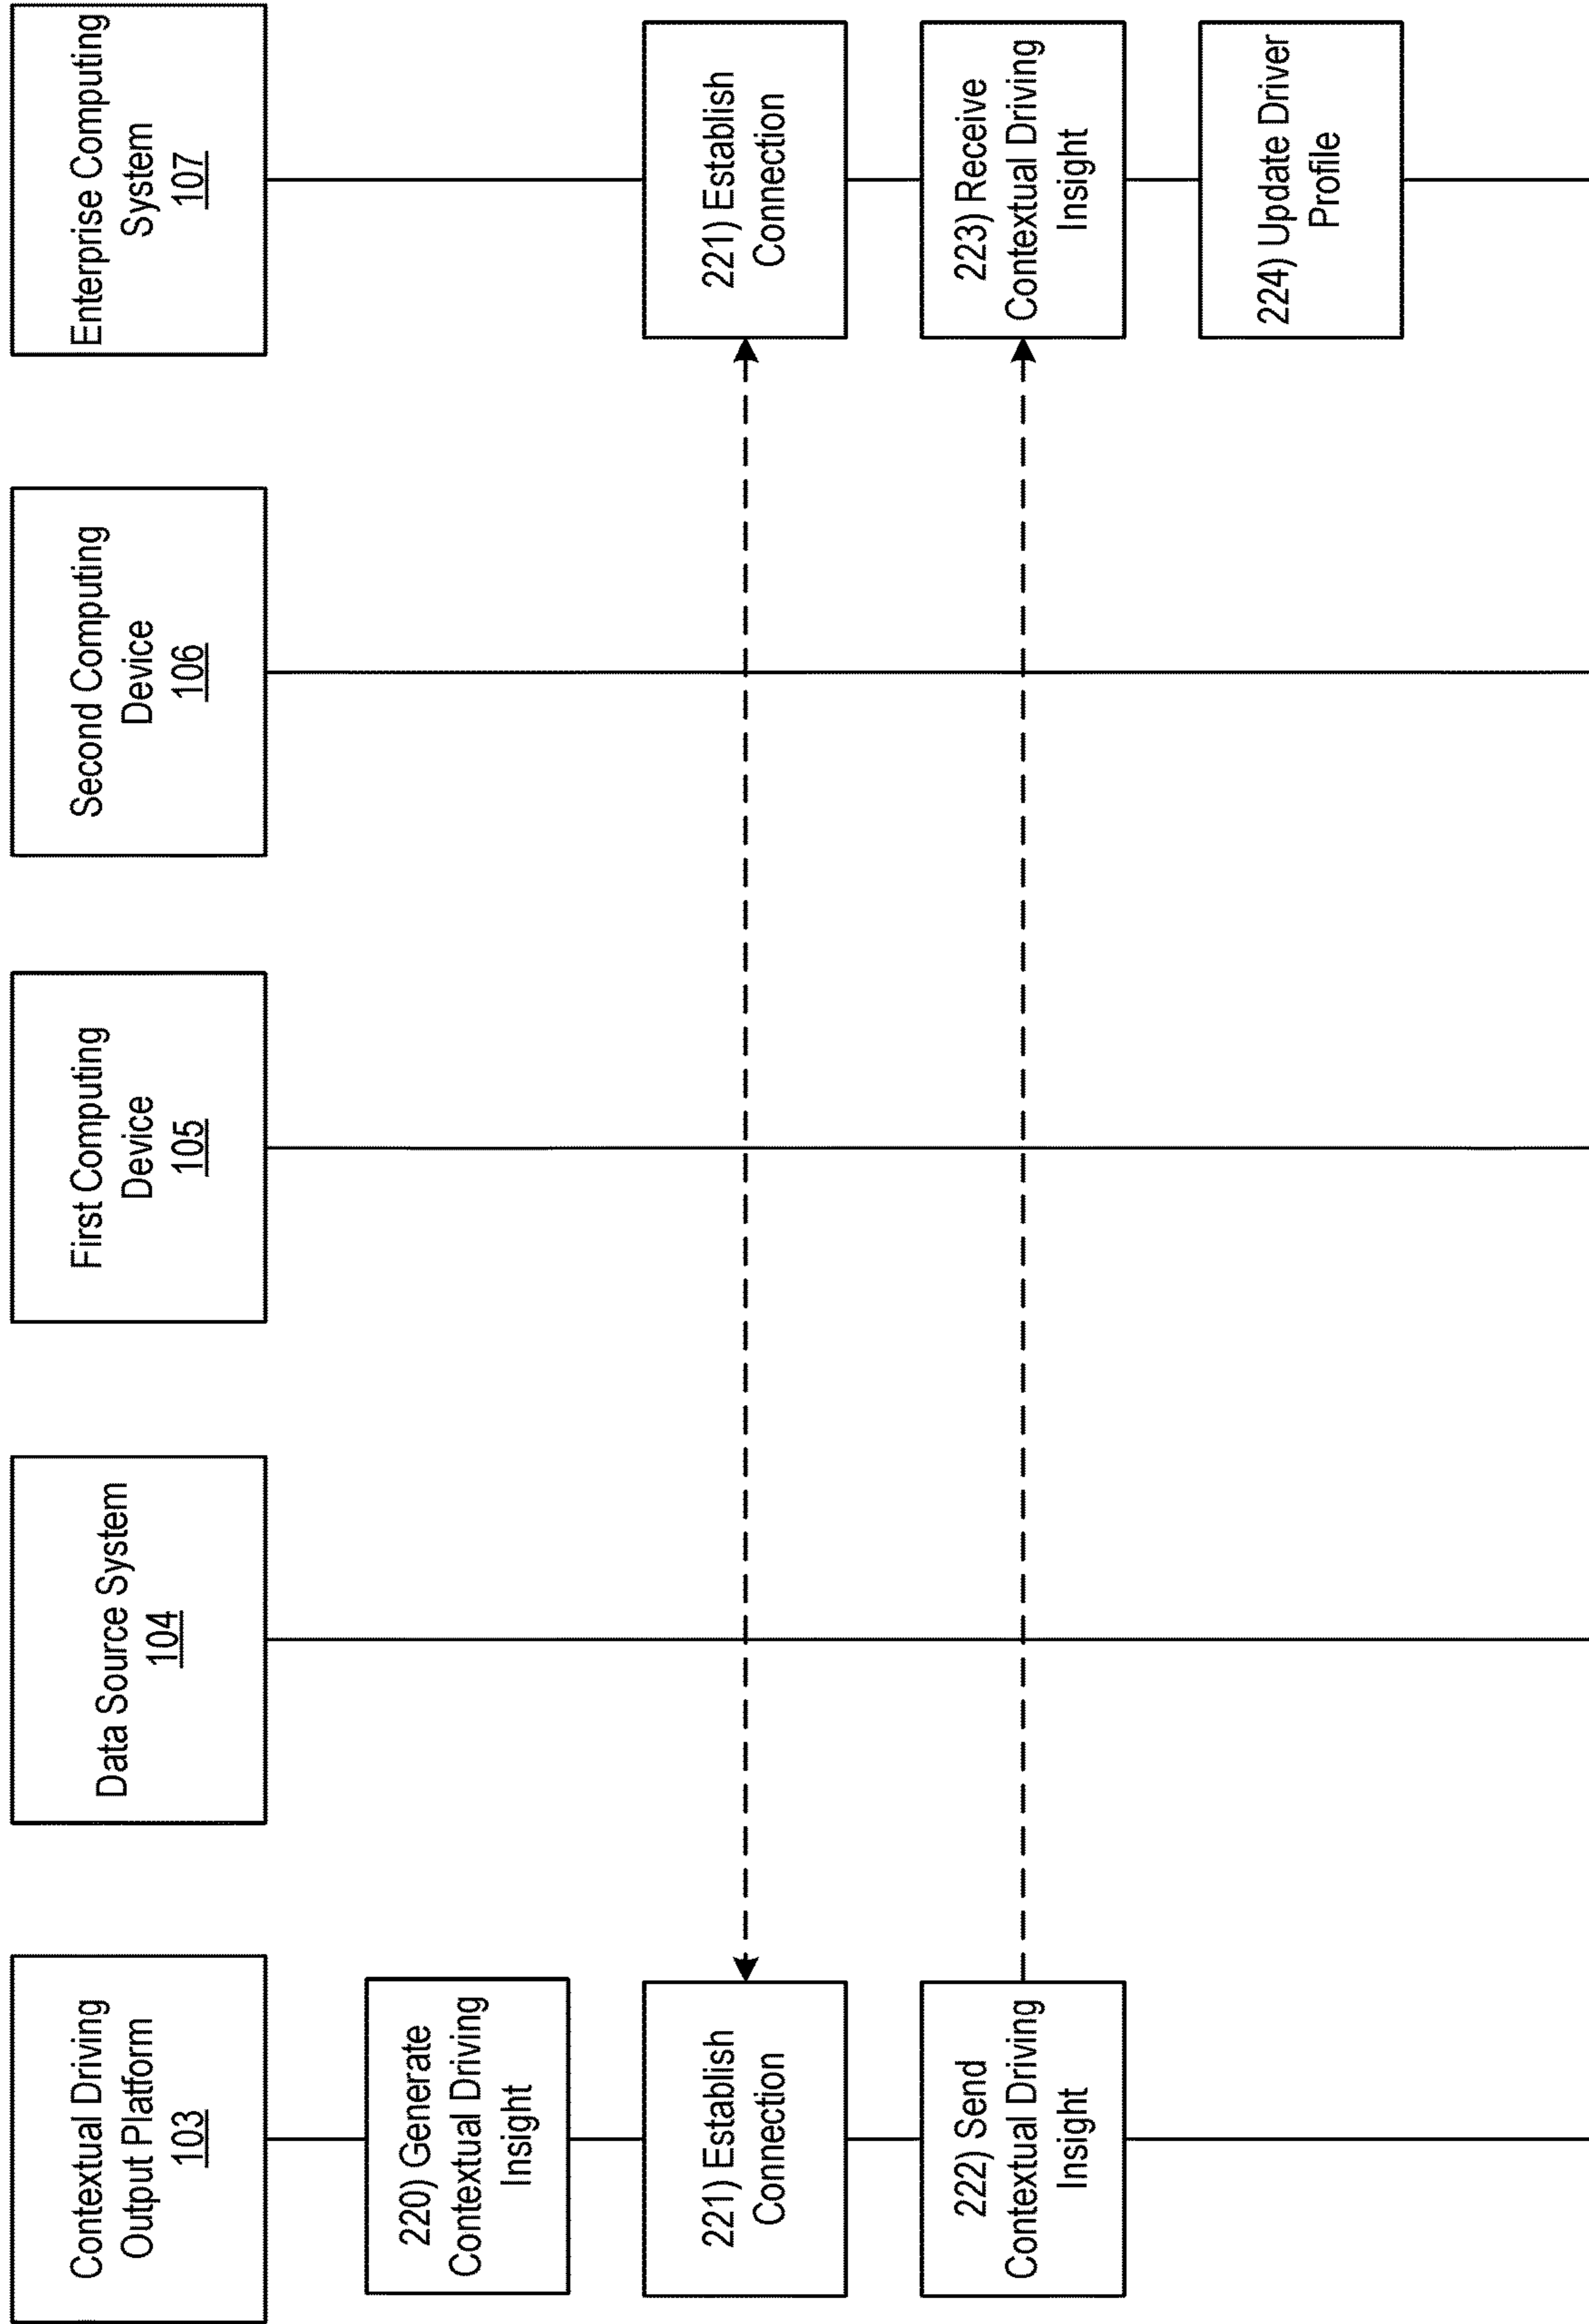 Contextual Driving
Output Platform
103
Data Source System
104
First Computing
Device
105
Second Computing
Device
106
Enterprise Computing
System
107
220) Generate
Contextual Driving
Insight
221) Establish
Connection
221) Establish
Connection
222) Send
Contextual Driving
Insight
223) Receive
Contextual Driving
Insight
224) Update Driver
Profile